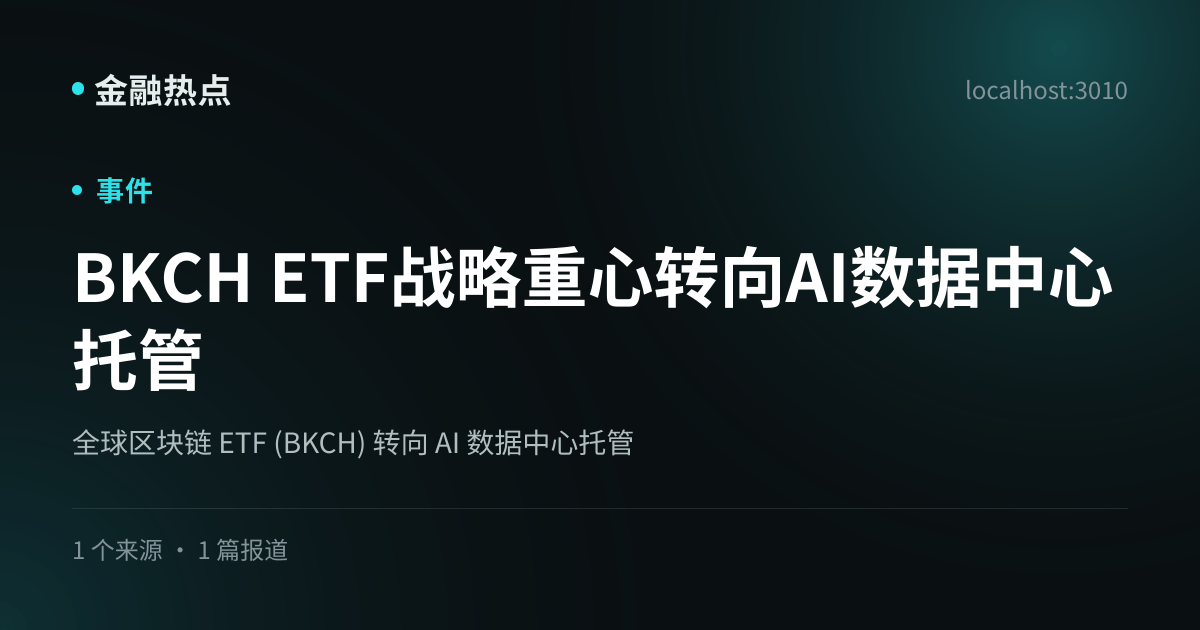 金融热点
localhost:3010
事件
BKCH ETF战略重心转向AI数据中心
托管
全球区块链 ETF (BKCH) 转向 AI 数据中心托管
1 个来源 · 1 篇报道